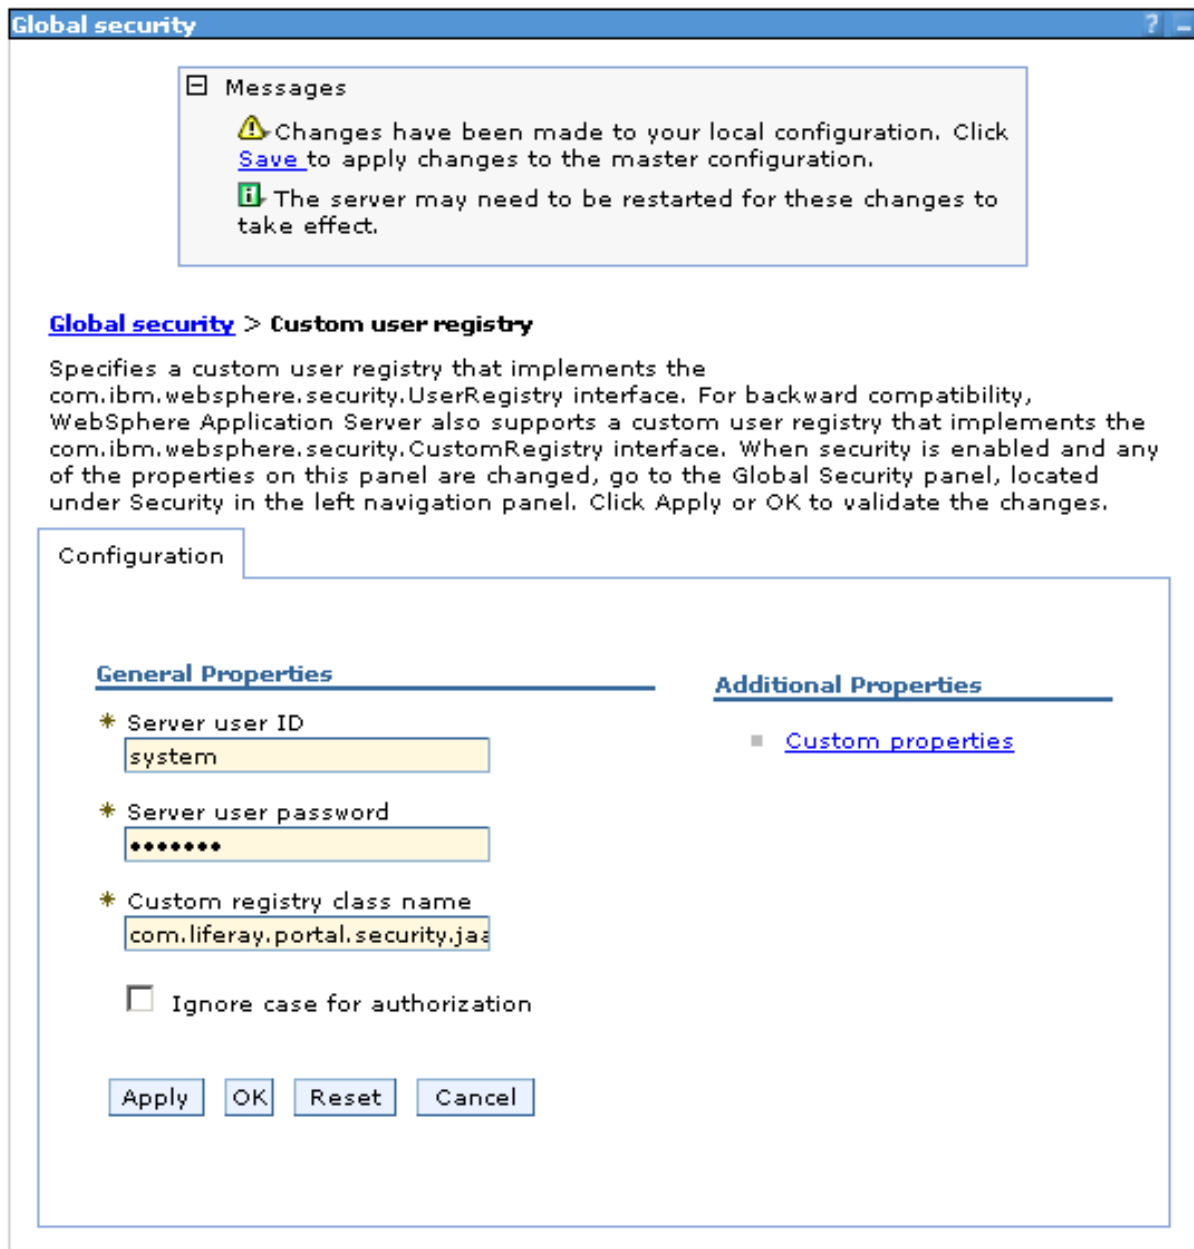 Global security ? –
Messages
Changes have been made to your local configuration. Click
Save to apply changes to the master configuration.
The server may need to be restarted for these changes to
take effect.
Global security > Custom user registry
Specifies a custom user registry that implements the
com.ibm.websphere.security.UserRegistry interface. For backward compatibility,
WebSphere Application Server also supports a custom user registry that implements the
com.ibm.websphere.security.CustomRegistry interface. When security is enabled and any
of the properties on this panel are changed, go to the Global Security panel, located
under Security in the left navigation panel. Click Apply or OK to validate the changes.
Configuration
General Properties
* Server user ID
system
* Server user password
•••••••
* Custom registry class name
com.liferay.portal.security.jaa
Ignore case for authorization
Apply OK Reset Cancel
Additional Properties
Custom properties